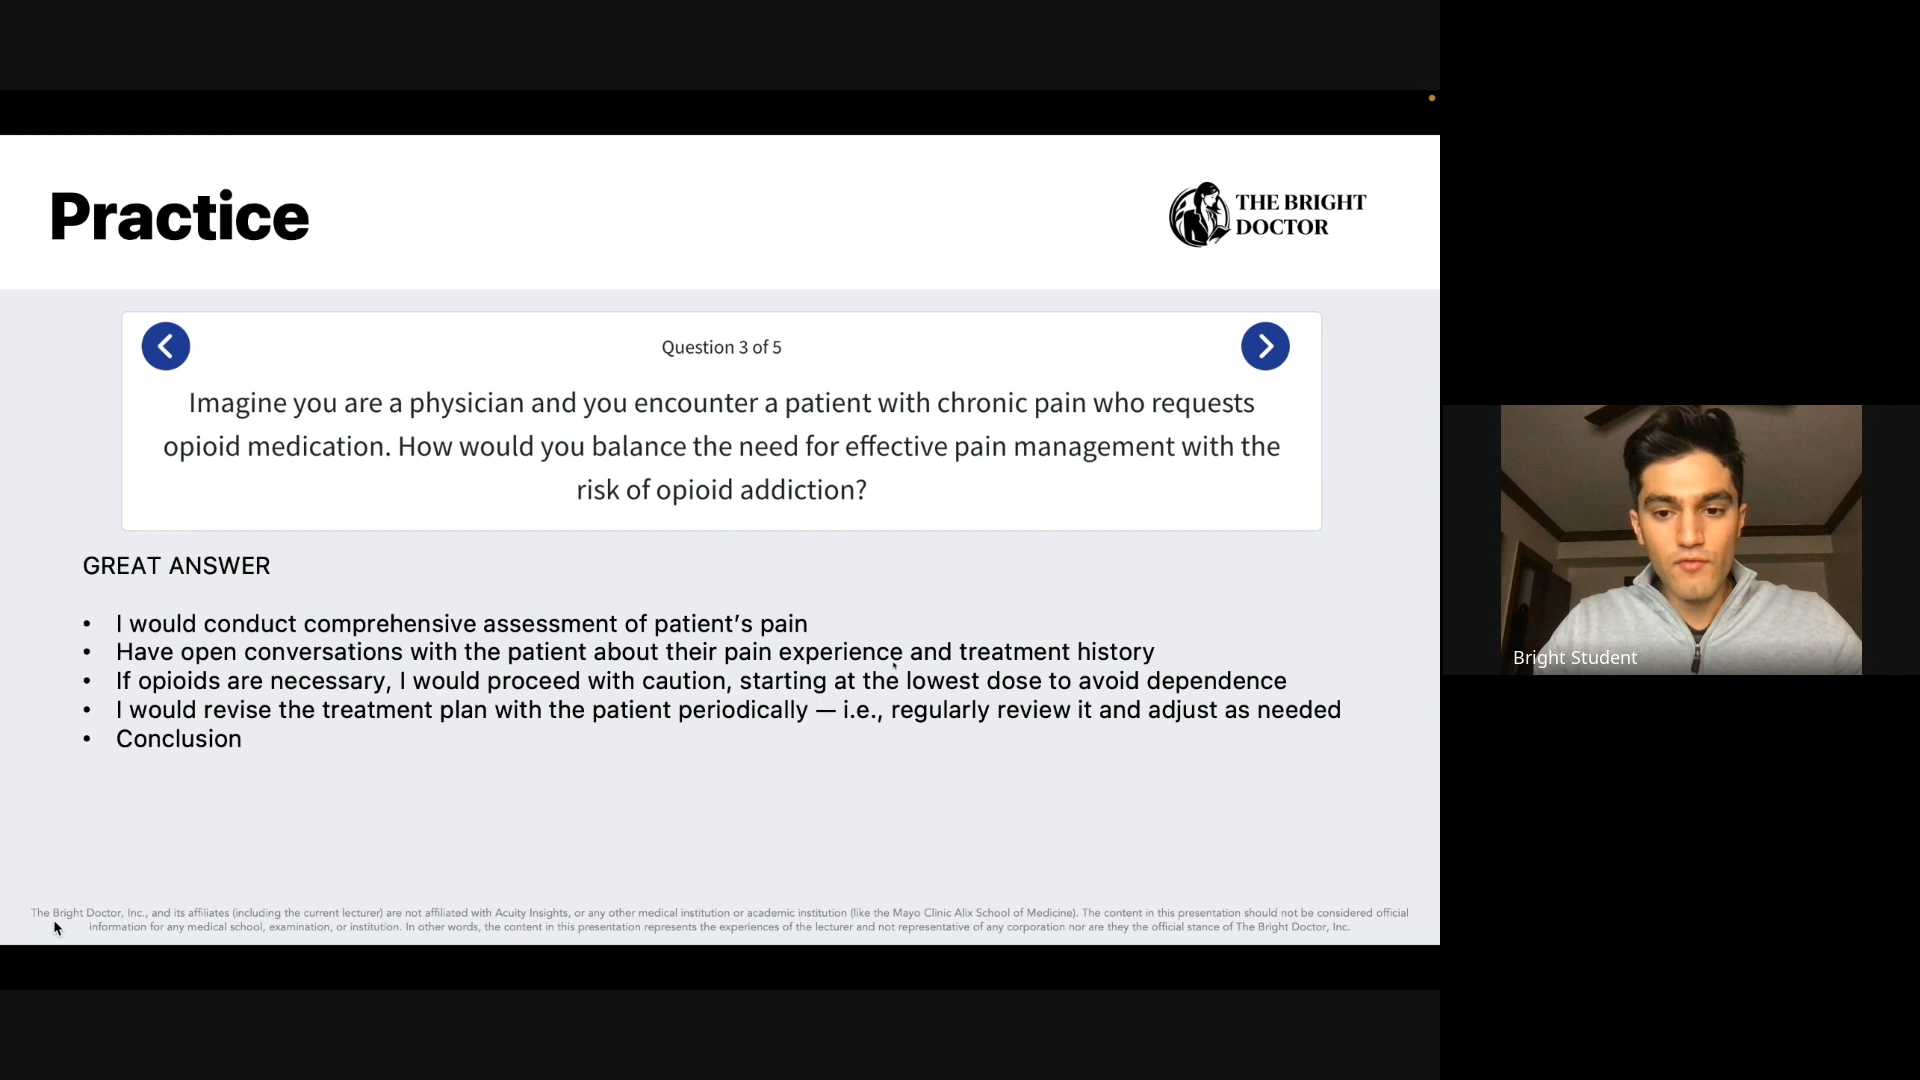 Practice
THE BRIGHT
DOCTOR
Question 3 of 5
Imagine you are a physician and you encounter a patient with chronic pain who requests
opioid medication. How would you balance the need for effective pain management with the
risk of opioid addiction?
GREAT ANSWER
• I would conduct comprehensive assessment of patient’s pain
• Have open conversations with the patient about their pain experience and treatment history
• If opioids are necessary, I would proceed with caution, starting at the lowest dose to avoid dependence
• I would revise the treatment plan with the patient periodically — i.e., regularly review it and adjust as needed
• Conclusion
The Bright Doctor, Inc., and its affiliates (including the current lecturer) are not affiliated with Acuity Insights, or any other medical institution or academic institution (like the Mayo Clinic Alix School of Medicine). The content in this presentation should not be considered official
information for any medical school, examination, or institution. In other words, the content in this presentation represents the experiences of the lecturer and not representative of any corporation nor are they the official stance of The Bright Doctor, Inc.
Bright Student